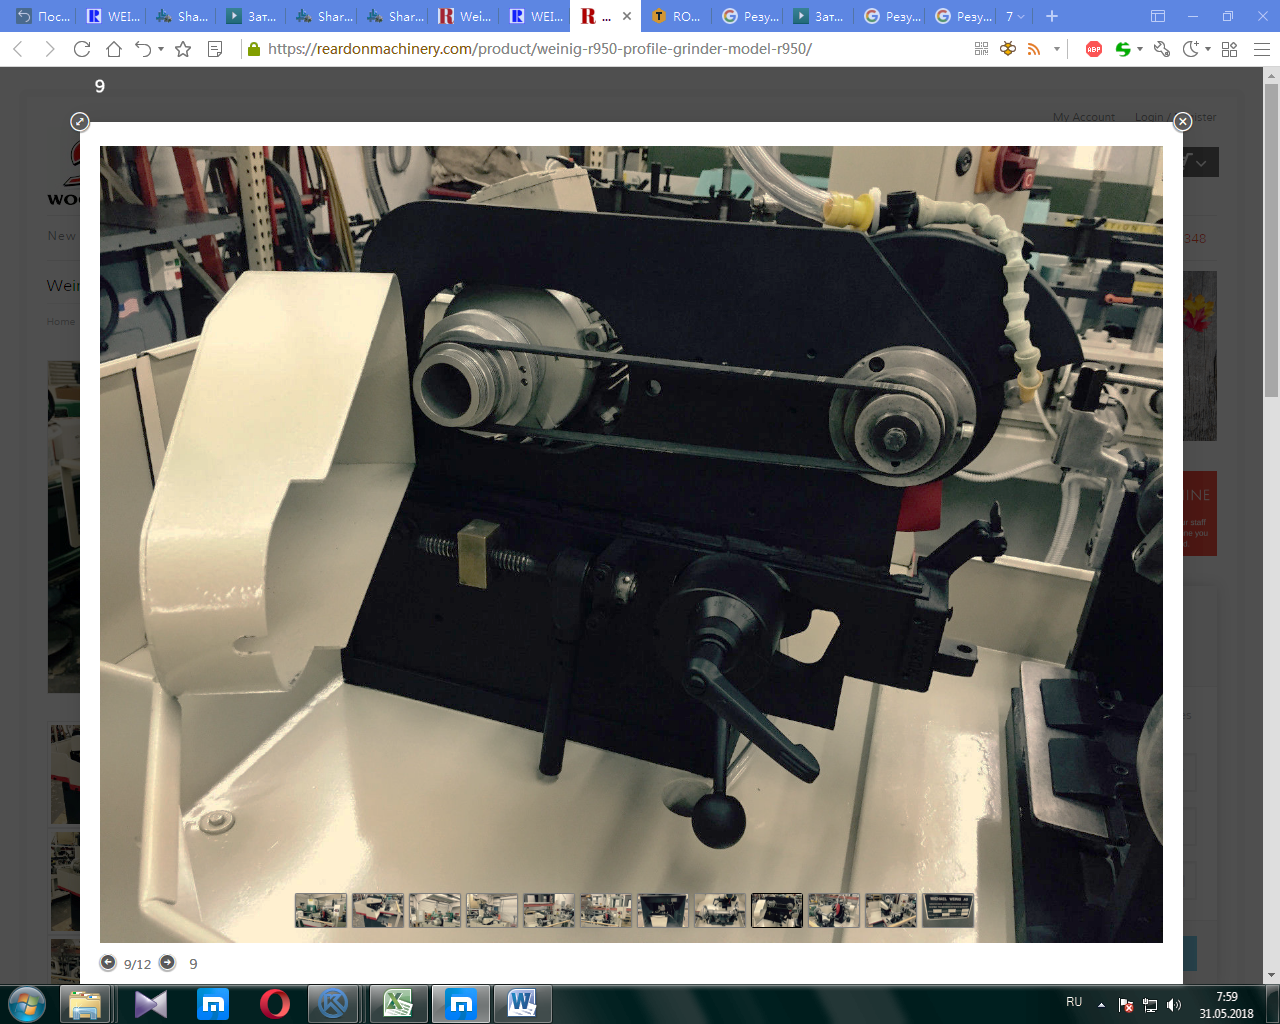 Пос...
WEI...
Sha...
Зат...
Shar...
Shar...
Wei...
WEI...
...
RO...
Резу...
Зат...
Резу...
Резу...
7
https://reardonmachinery.com/product/weinig-r950-profile-grinder-model-r950/
ABP
9
My Account
New
348
Home
9/12
9
RU
7:59
31.05.2018